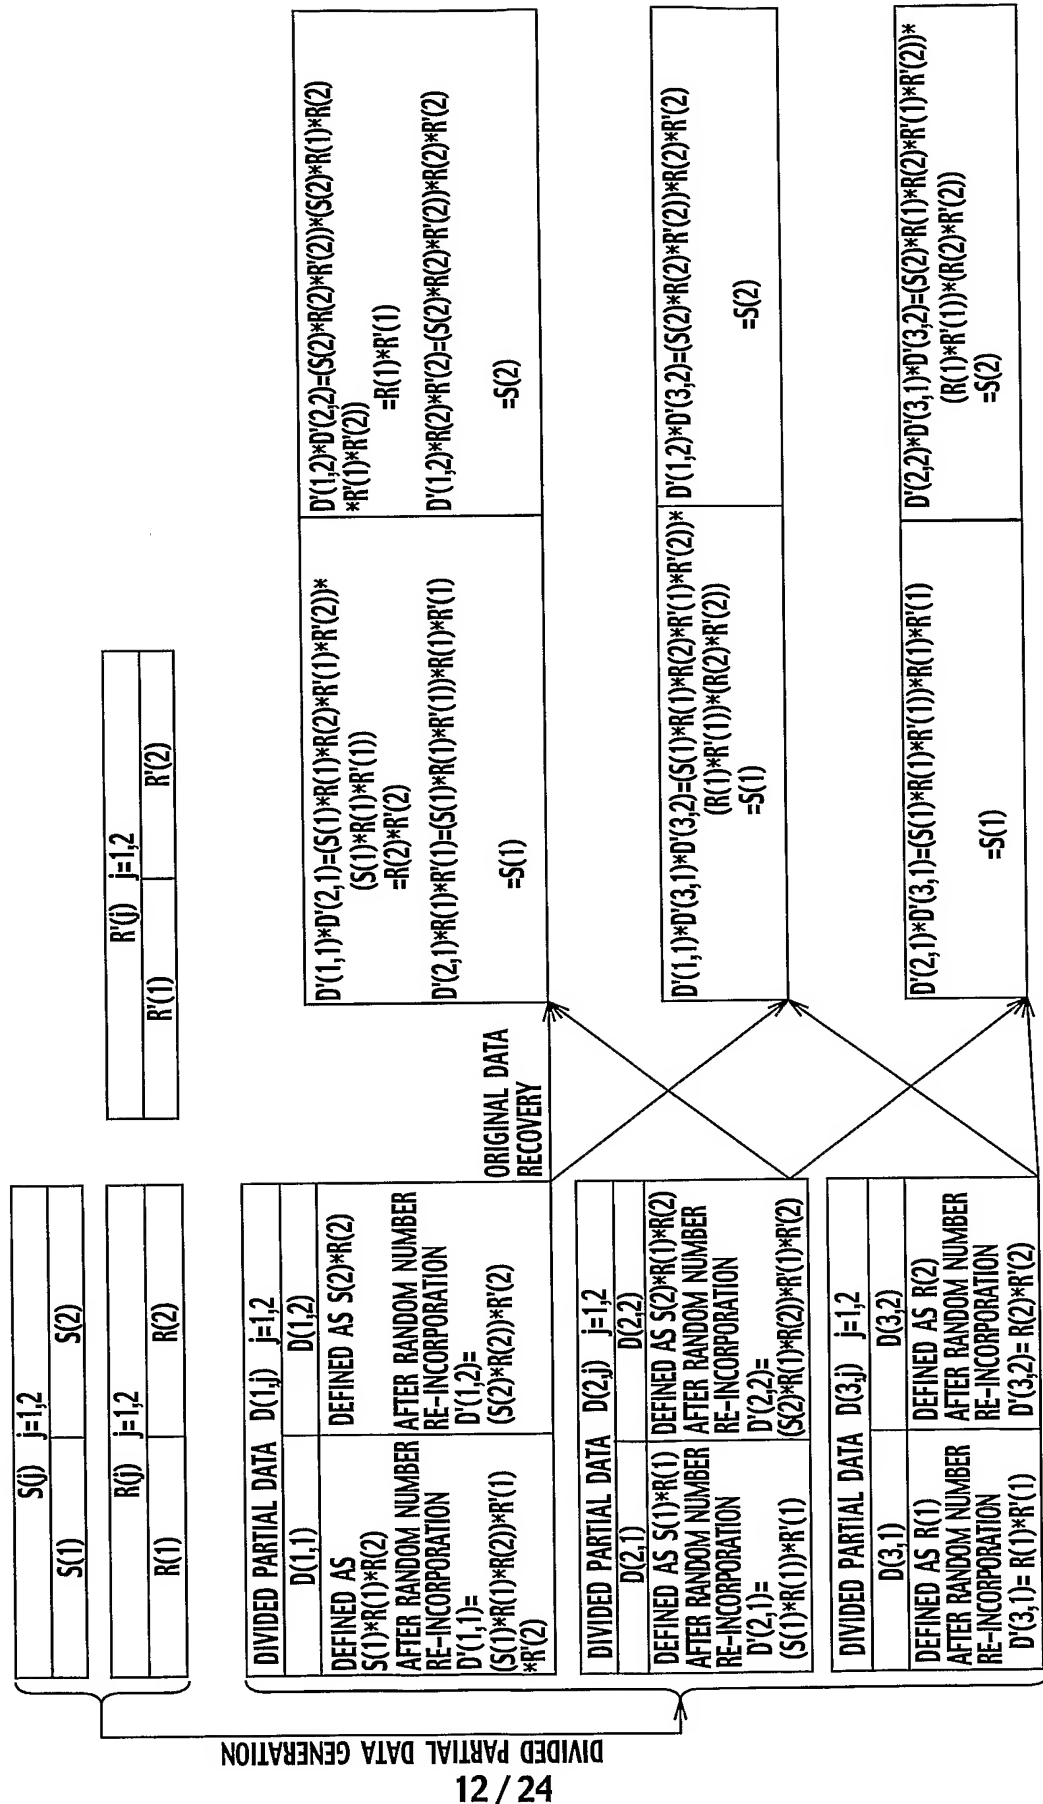 S(j) j=1,2
S(1) S(2)
R(j) j=1,2
R(1) R(2)
R'(j) j=1,2
R'(1) R'(2)
DIVIDED PARTIAL DATA GENERATION
DIVIDED PARTIAL DATA D(1,j) j=1,2
D(1,1)
DEFINED AS
S(1)*R(1)*R(2)
AFTER RANDOM NUMBER
RE-INCORPORATION
D'(1,1)=
(S(1)*R(1)*R(2))*R'(1)
*R'(2)
D(1,2)
DEFINED AS S(2)*R(2)
AFTER RANDOM NUMBER
RE-INCORPORATION
D'(1,2)=
(S(2)*R(2))*R'(2)
DIVIDED PARTIAL DATA D(2,j) j=1,2
D(2,1)
DEFINED AS S(1)*R(1)
AFTER RANDOM NUMBER
RE-INCORPORATION
D'(2,1)=
(S(1)*R(1))*R'(1)
D(2,2)
DEFINED AS S(2)*R(1)*R(2)
AFTER RANDOM NUMBER
RE-INCORPORATION
D'(2,2)=
(S(2)*R(1)*R(2))*R'(1)*R'(2)
DIVIDED PARTIAL DATA D(3,j) j=1,2
D(3,1)
DEFINED AS R(1)
AFTER RANDOM NUMBER
RE-INCORPORATION
D'(3,1)= R(1)*R'(1)
D(3,2)
DEFINED AS R(2)
AFTER RANDOM NUMBER
RE-INCORPORATION
D'(3,2)= R(2)*R'(2)
ORIGINAL DATA
RECOVERY
D'(1,1)*D'(2,1)=(S(1)*R(1)*R(2)*R'(1)*R'(2))*
(S(1)*R(1)*R'(1))
=R(2)*R'(2)
D'(2,1)*R(1)*R'(1)=(S(1)*R(1)*R'(1))*R(1)*R'(1)
=S(1)
D'(1,2)*D'(2,2)=(S(2)*R(2)*R'(2))*(S(2)*R(1)*R(2)
*R'(1)*R'(2))
=R(1)*R'(1)
D'(1,2)*R(2)*R'(2)=(S(2)*R(2)*R'(2))*R(2)*R'(2)
=S(2)
D'(1,1)*D'(3,1)*D'(3,2)=(S(1)*R(1)*R(2)*R'(1)*R'(2))*
(R(1)*R'(1))*(R(2)*R'(2))
=S(1)
D'(1,2)*D'(3,2)=(S(2)*R(2)*R'(2))*R(2)*R'(2)
=S(2)
D'(2,1)*D'(3,1)=(S(1)*R(1)*R'(1))*R(1)*R'(1)
=S(1)
D'(2,2)*D'(3,1)*D'(3,2)=(S(2)*R(1)*R(2)*R'(1)*R'(2))*
(R(1)*R'(1))*(R(2)*R'(2))
=S(2)
12 / 24